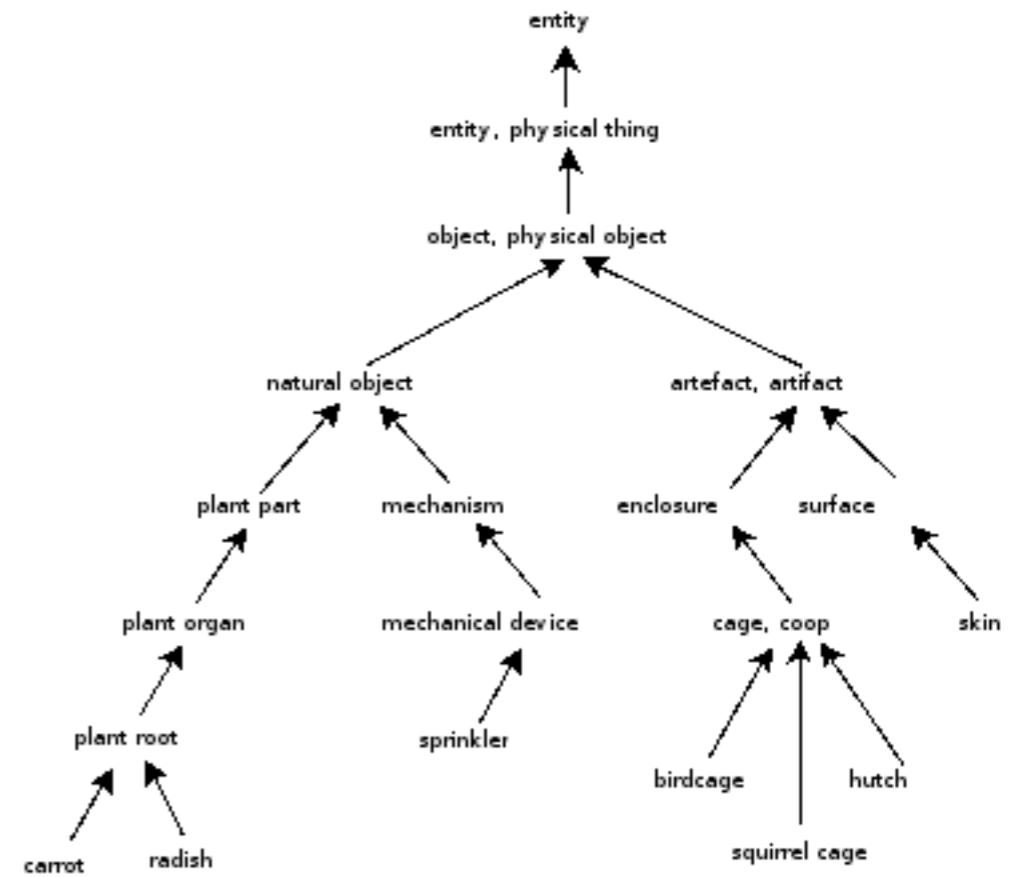 entity
entity, physical thing
object, physical object
natural object
artefact, artifact
plant part
mechanism
enclosure
surface
plant organ
mechanical device
cage, coop
skin
plant root
sprinkler
birdcage
hutch
carrot
radish
squirrel cage